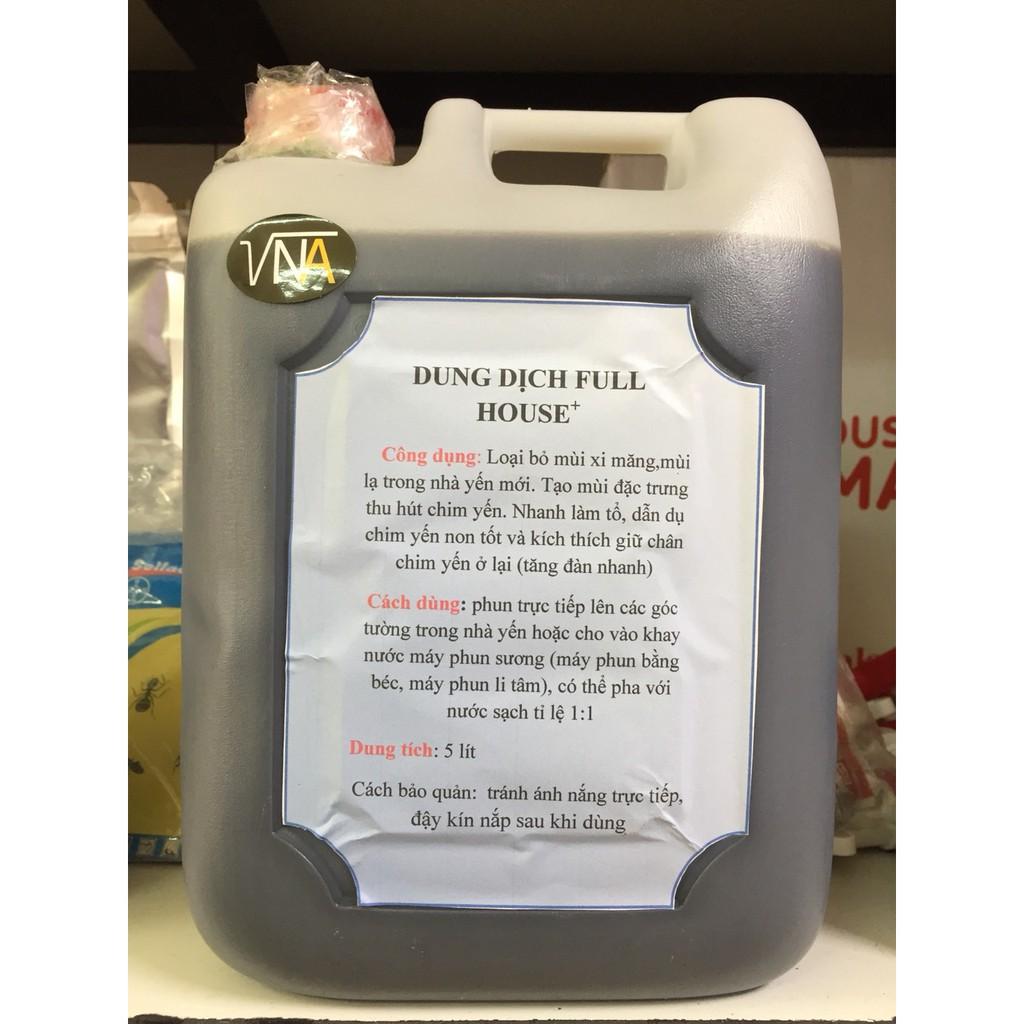 VNA
DUNG DỊCH FULL
HOUSE+
Công dụng: Loại bỏ mùi xi măng,mùi
lạ trong nhà yến mới. Tạo mùi đặc trưng
thu hút chim yến. Nhanh làm tổ, dẫn dụ
chim yến non tốt và kích thích giữ chân
chim yến ở lại (tăng đàn nhanh)
Cách dùng: phun trực tiếp lên các góc
tường trong nhà yến hoặc cho vào khay
nước máy phun sương (máy phun bằng
béc, máy phun li tâm), có thể pha với
nước sạch tỉ lệ 1:1
Dung tích: 5 lít
Cách bảo quản: tránh ánh nắng trực tiếp,
đậy kín nắp sau khi dùng